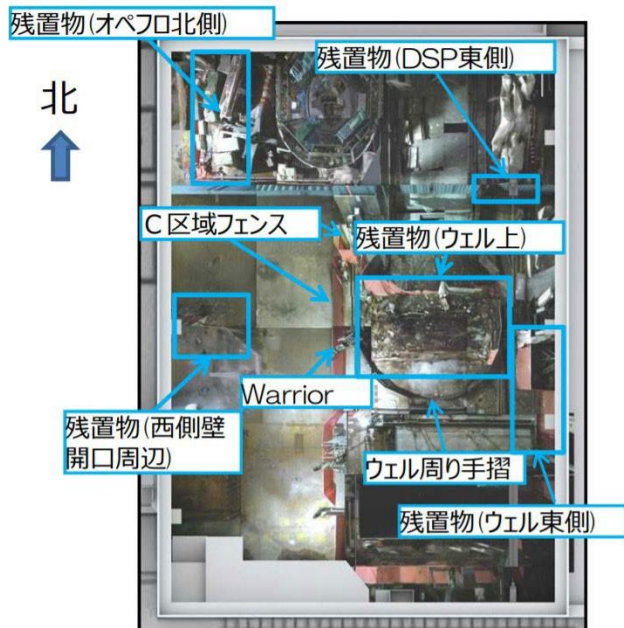 残置物(オペフロ北側)
残置物(DSP東側)
北
C区域フェンス
残置物(ウェル上)
Warrior
残置物(西側壁
開口周辺)
ウェル周り手摺
残置物(ウェル東側)